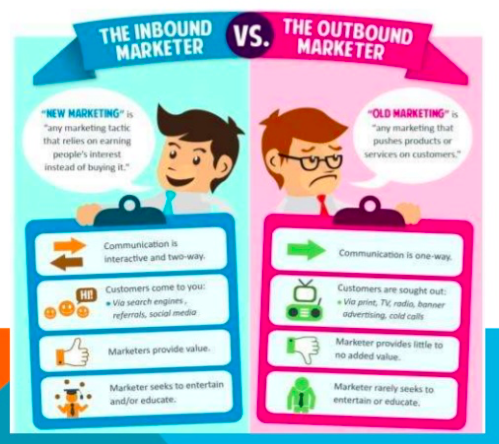 THE INBOUND
MARKETER
VS.
THE OUTBOUND
MARKETER
"NEW MARKETING" is
"any marketing tactic
that relies on earning
people's interest
instead of buying it."
"OLD MARKETING" is
"any marketing that
pushes products or
services on customers."
Communication is
interactive and two-way.
HI!
Customers come to you:
• Via search engines,
referrals, social media
Marketers provide value.
Marketer seeks to entertain
and/or educate.
Communication is one-way.
Customers are sought out:
• Via print, TV, radio, banner
advertising, cold calls
Marketer provides little to
no added value.
Marketer rarely seeks to
entertain or educate.